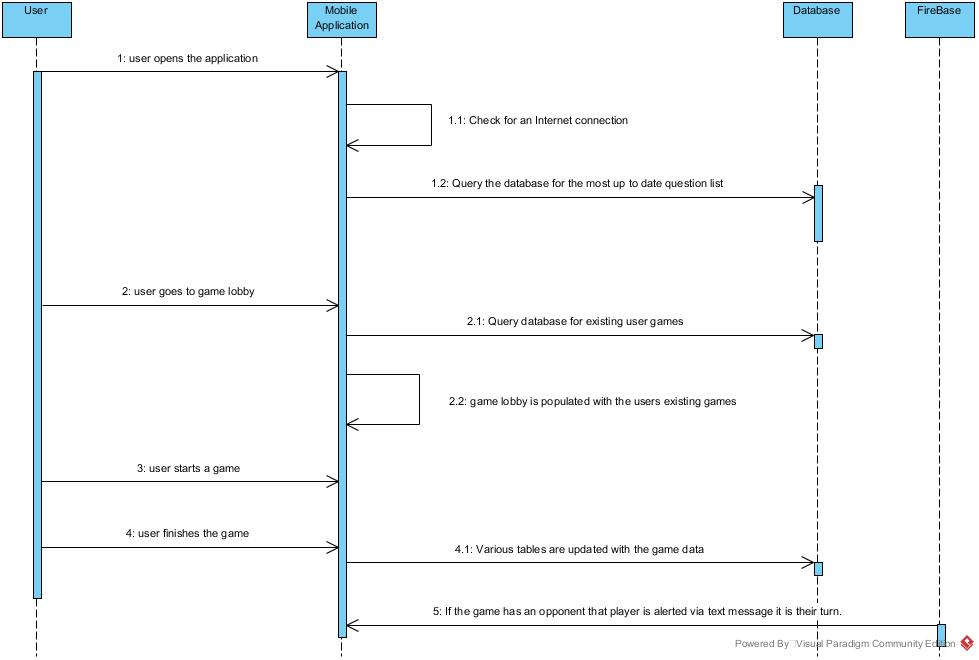 User
Mobile
Application
Database
FireBase
1: user opens the application
1.1: Check for an Internet connection
1.2: Query the database for the most up to date question list
2: user goes to game lobby
2.1: Query database for existing user games
2.2: game lobby is populated with the users existing games
3: user starts a game
4: user finishes the game
4.1: Various tables are updated with the game data
5: If the game has an opponent that player is alerted via text message it is their turn.
Powered By Visual Paradigm Community Edition